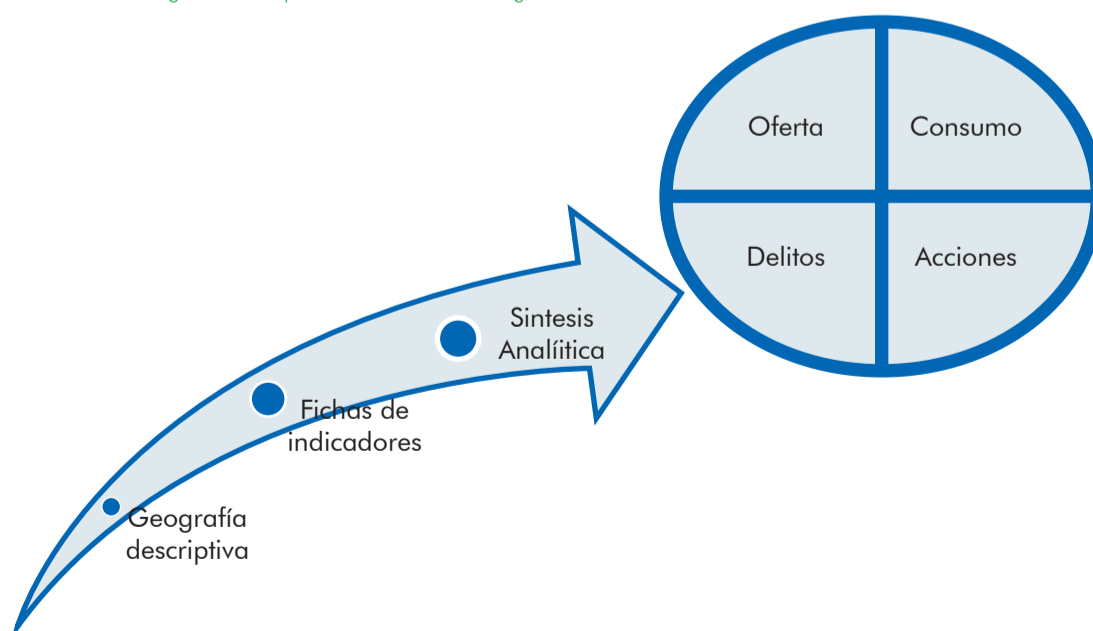 Oferta
Consumo
Delitos
Acciones
Sintesis
Analíitica
Fichas de
indicadores
Geografía
descriptiva